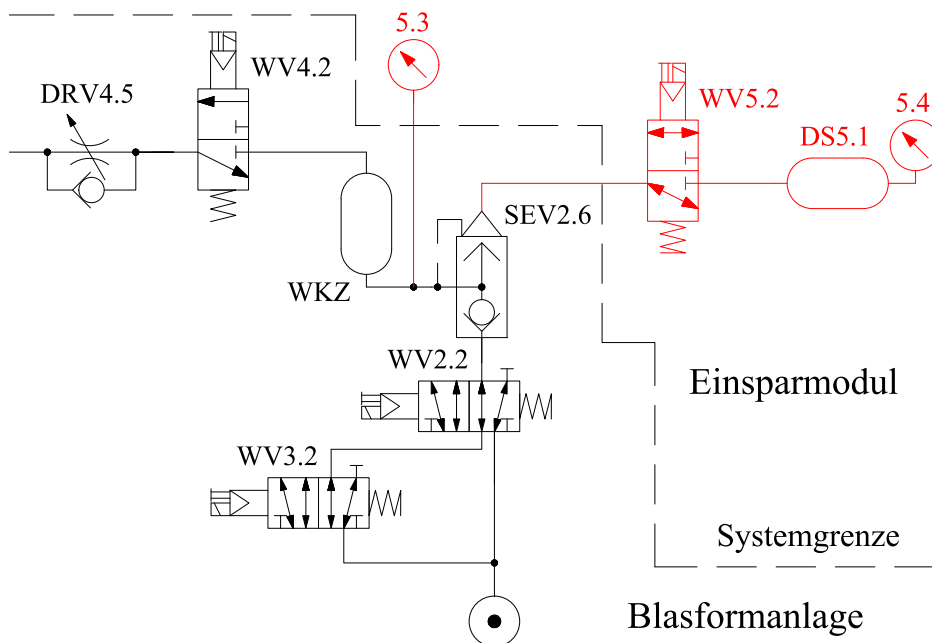 5.3
WV4.2
WV5.2
DRV4.5
5.4
DS5.1
SEV2.6
WKZ
WV2.2
Einsparmodul
WV3.2
Systemgrenze
Blasformanlage